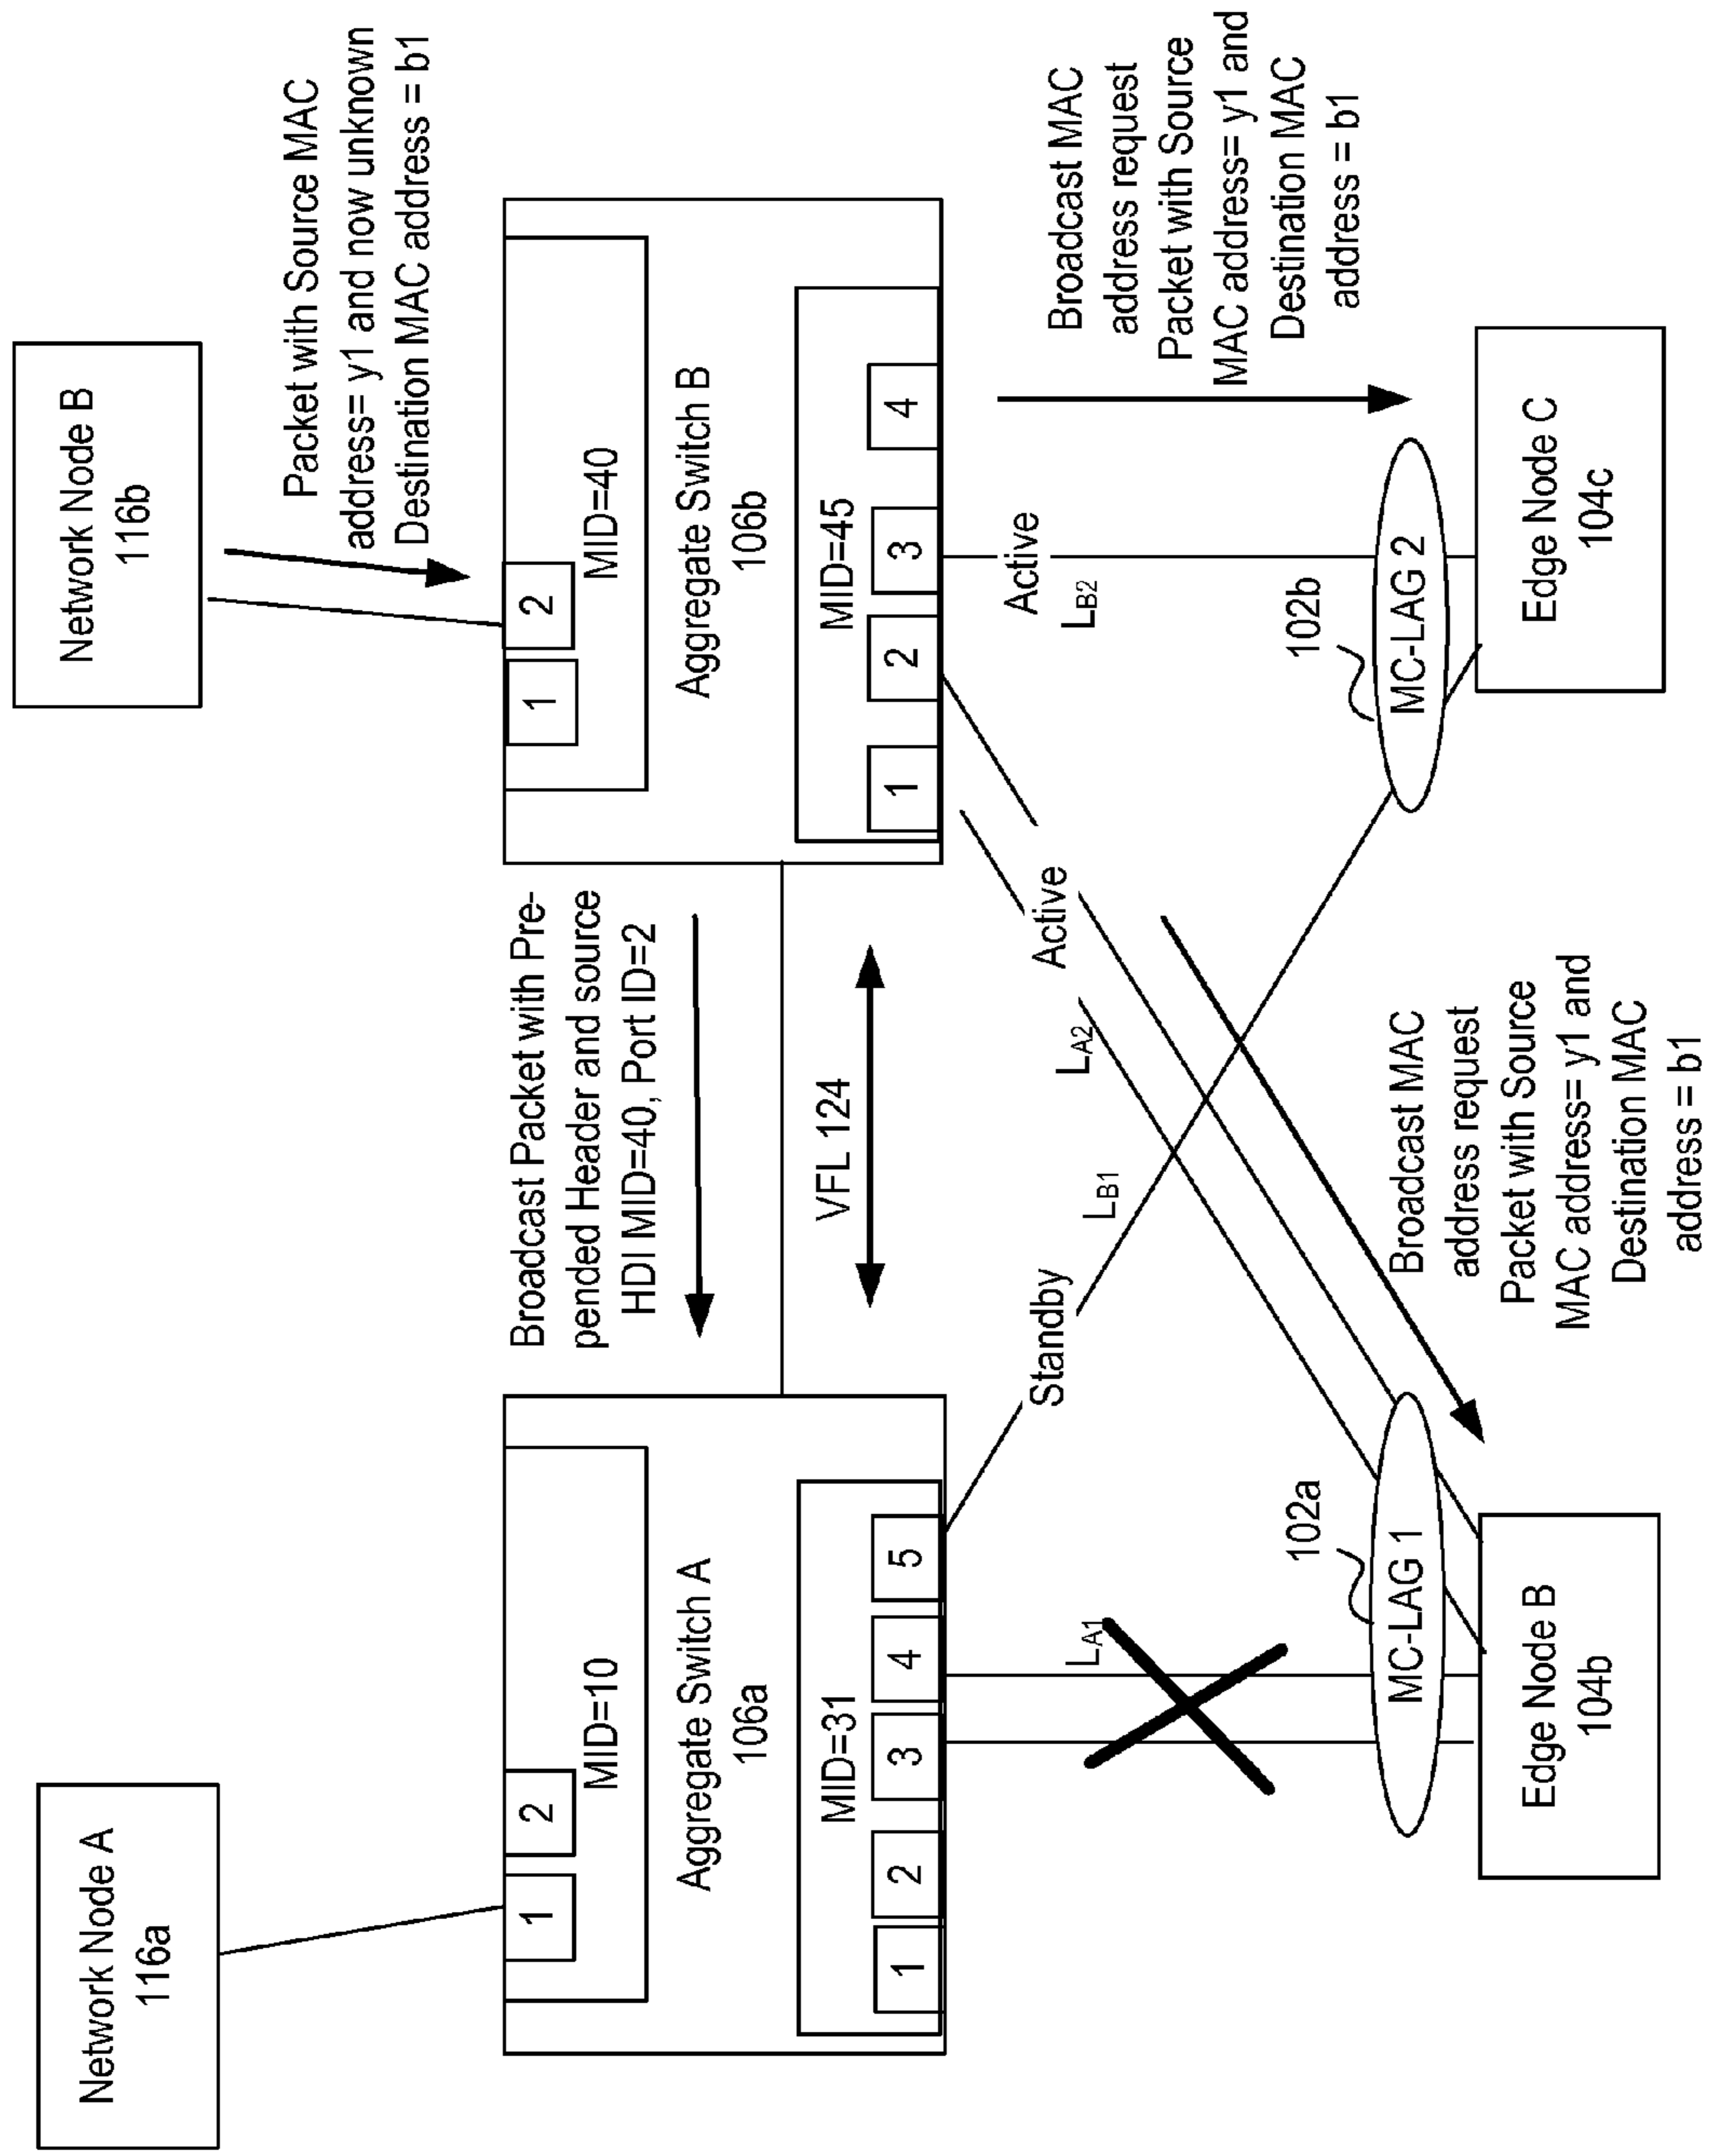 Network Node A
116a
Network Node B
116b
Packet with Source MAC
address= y1 and now unknown
Destination MAC address = b1
1
2
MID=10
Aggregate Switch A
106a
MID=31
1
2
3
4
5
Broadcast Packet with Pre-
pended Header and source
HDI MID=40, Port ID=2
VFL 124
1
2
MID=40
Aggregate Switch B
106b
MID=45
1
2
3
4
LA1
Standby
LB1
LA2
Active
Active
LB2
Broadcast MAC
address request
Packet with Source
MAC address= y1 and
Destination MAC
address = b1
102a
MC-LAG 1
102b
MC-LAG 2
Edge Node B
104b
Broadcast MAC
address request
Packet with Source
MAC address= y1 and
Destination MAC
address = b1
Edge Node C
104c